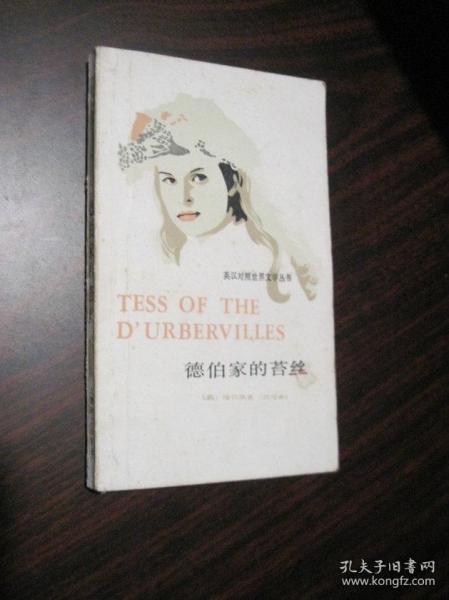 英汉对照世界文学丛书
TESS OF THE
D'URBERVILLES
德伯家的苔丝
孔夫子旧书网
www.kongfz.com